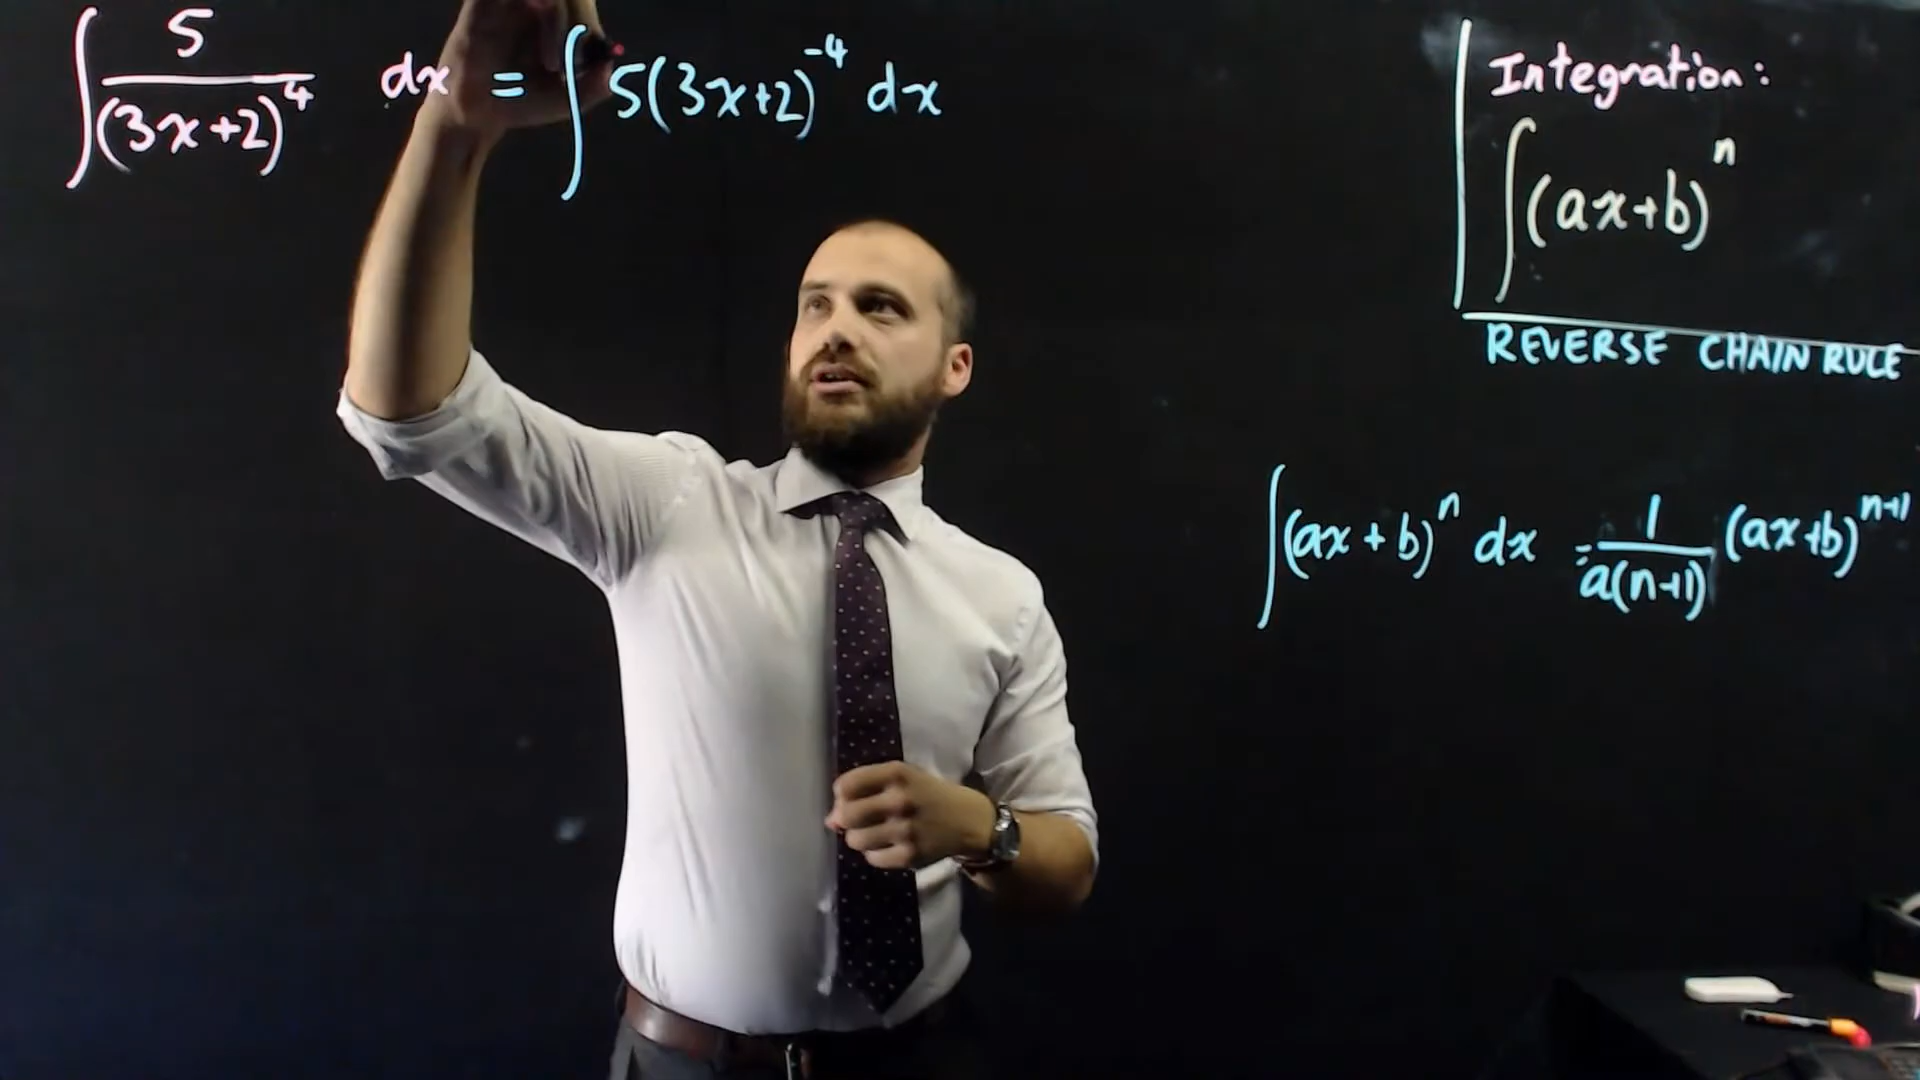 ∫ 5/(3x+2)^4 dx = ∫ 5(3x+2)^-4 dx
Integration:
∫(ax+b)^n
REVERSE CHAIN RULE
∫(ax+b)^n dx = 1/a(n+1) (ax+b)^n+1